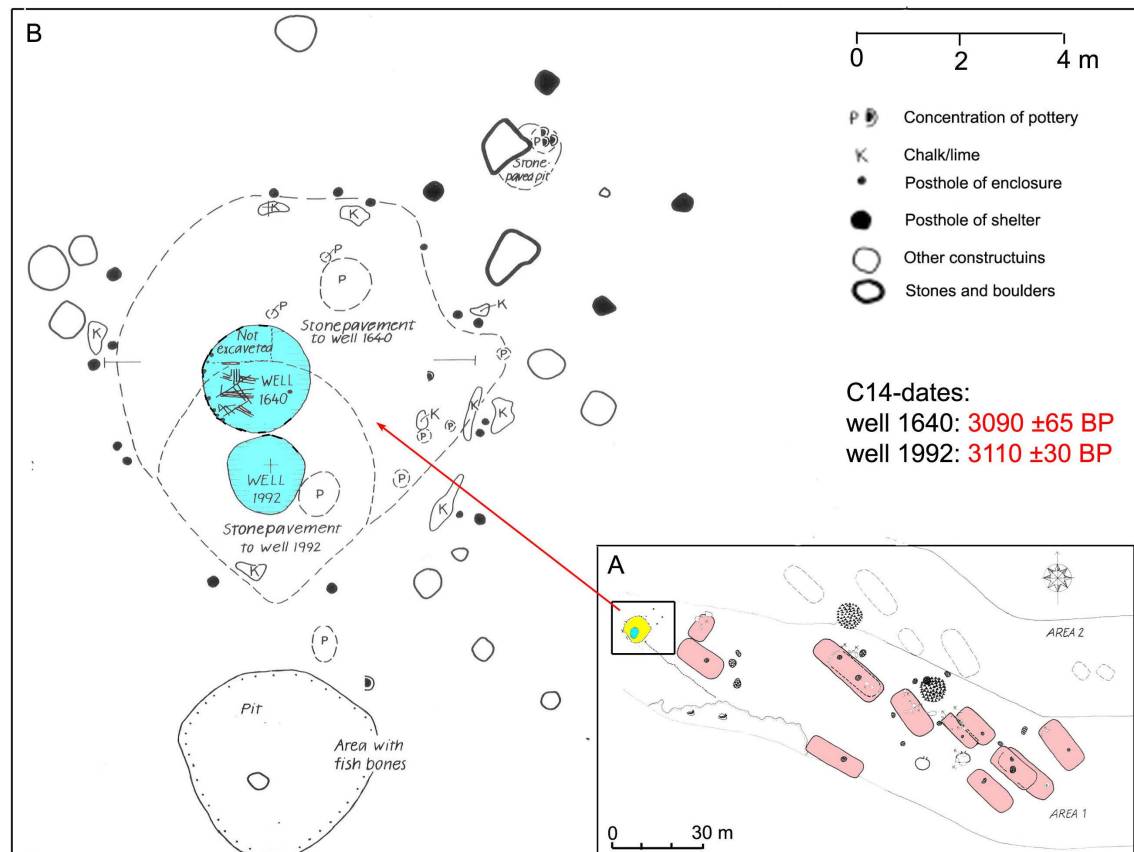 B
0 2 4 m
P Concentration of pottery
K Chalk/lime
Posthole of enclosure
Posthole of shelter
Other constructuins
Stones and boulders
C14-dates:
well 1640: 3090 ±65 BP
well 1992: 3110 ±30 BP
P
Stone-
paved pit
K
K
P
P
K
P
Stonepavement
to well 1640
K
Not
excavated
P
WELL
1640
K
K
K
P
P
P
WELL
1992
P
K
Stonepavement
to well 1992
K
P
Pit
Area with
fish bones
A
AREA 2
AREA 1
0 30 m